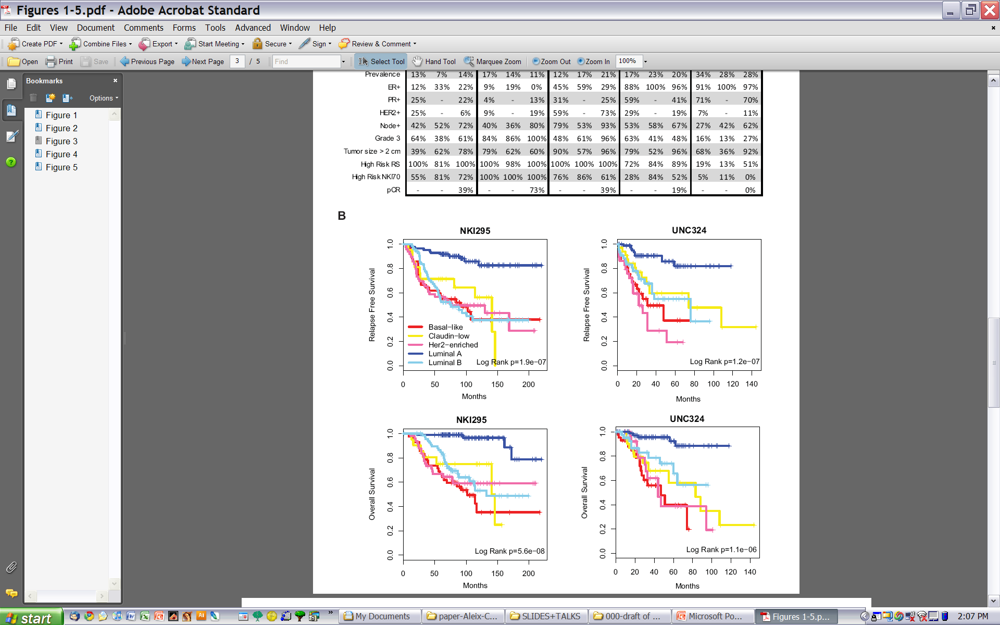 Figures 1-5.pdf - Adobe Acrobat Standard
File Edit View Document Comments Forms Tools Advanced Window Help
Create PDF Combine Files Export Start Meeting Secure Sign Review & Comment
Open Print Save Previous Page Next Page 3 / 5 Find Select Tool Hand Tool Marquee Zoom Zoom Out Zoom In 100%
Bookmarks
Options
Figure 1
Figure 2
Figure 3
Figure 4
Figure 5
Prevalence 13% 7% 14% 17% 14% 11% 12% 17% 21% 17% 23% 20% 34% 28% 28%
ER+ 12% 33% 22% 9% 19% 0% 45% 59% 29% 88% 100% 96% 91% 100% 97%
PR+ 25% - 22% 4% - 13% 31% - 25% 59% - 41% 71% - 70%
HER2+ 25% - 6% 9% - 19% 59% - 73% 29% - 19% 7% - 11%
Node+ 42% 52% 72% 40% 36% 80% 79% 53% 93% 53% 58% 67% 27% 42% 62%
Grade 3 64% 38% 61% 84% 86% 100% 48% 61% 96% 63% 41% 48% 16% 13% 27%
Tumor size > 2 cm 39% 62% 78% 79% 62% 60% 90% 57% 96% 79% 52% 96% 68% 36% 92%
High Risk RS 100% 81% 100% 100% 98% 100% 100% 100% 100% 72% 84% 89% 19% 13% 51%
High Risk NKI70 55% 81% 72% 100% 100% 100% 76% 86% 61% 28% 84% 52% 5% 11% 0%
pCR - - 39% - - 73% - - 39% - - 19% - - 0%
B
NKI295
Relapse Free Survival
1.0
0.8
0.6
0.4
0.2
0.0
Basal-like
Claudin-low
Her2-enriched
Luminal A
Luminal B
Log Rank p=1.9e-07
0 50 100 150 200
Months
UNC324
Relapse Free Survival
1.0
0.8
0.6
0.4
0.2
0.0
Log Rank p=1.2e-07
0 20 40 60 80 100 120 140
Months
NKI295
Overall Survival
1.0
0.8
0.6
0.4
0.2
0.0
Log Rank p=5.6e-08
0 50 100 150 200
Months
UNC324
Overall Survival
1.0
0.8
0.6
0.4
0.2
0.0
Log Rank p=1.1e-06
0 20 40 60 80 100 120 140
Months
start My Documents paper-Aleix-C... SLIDES+TALKS 000-draft of ... Microsoft Po... Figures 1-5.p... 2:07 PM